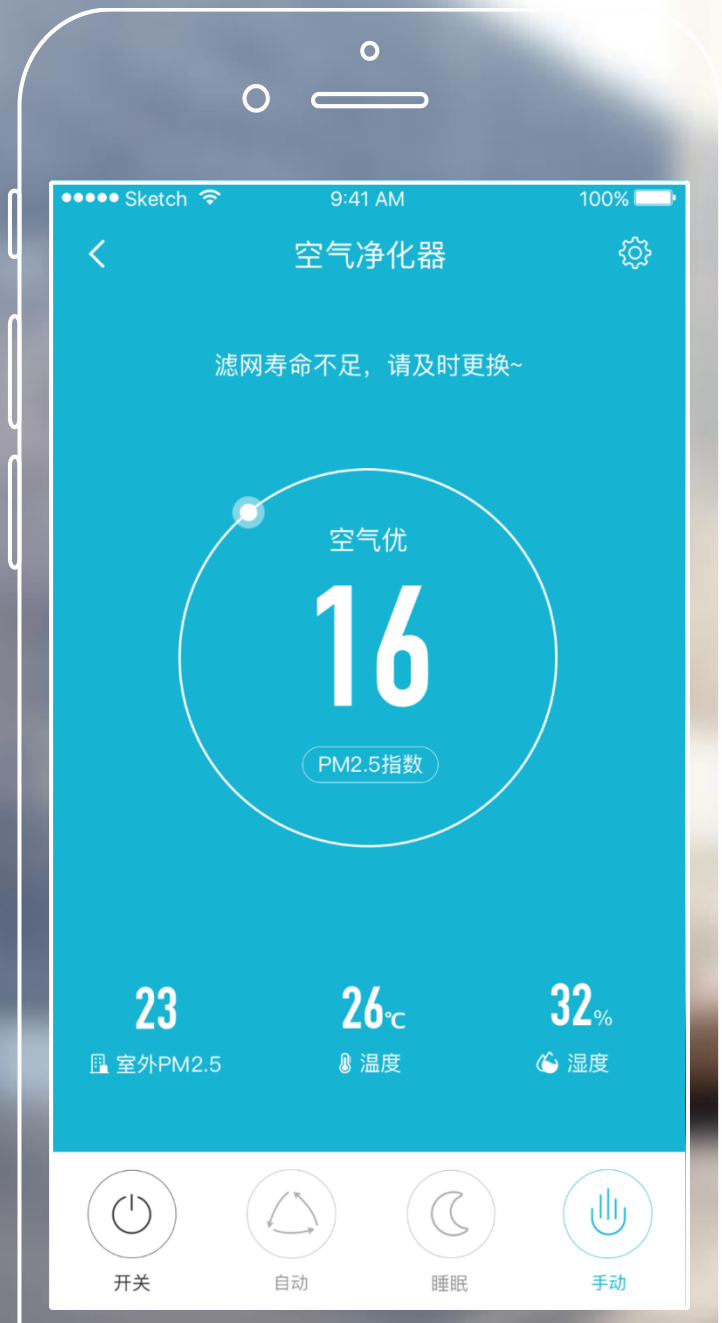 Sketch 9:41 AM 100%
空气净化器
滤网寿命不足，请及时更换~
空气优
16
PM2.5指数
23 26℃ 32%
室外PM2.5 温度 湿度
开关 自动 睡眠 手动